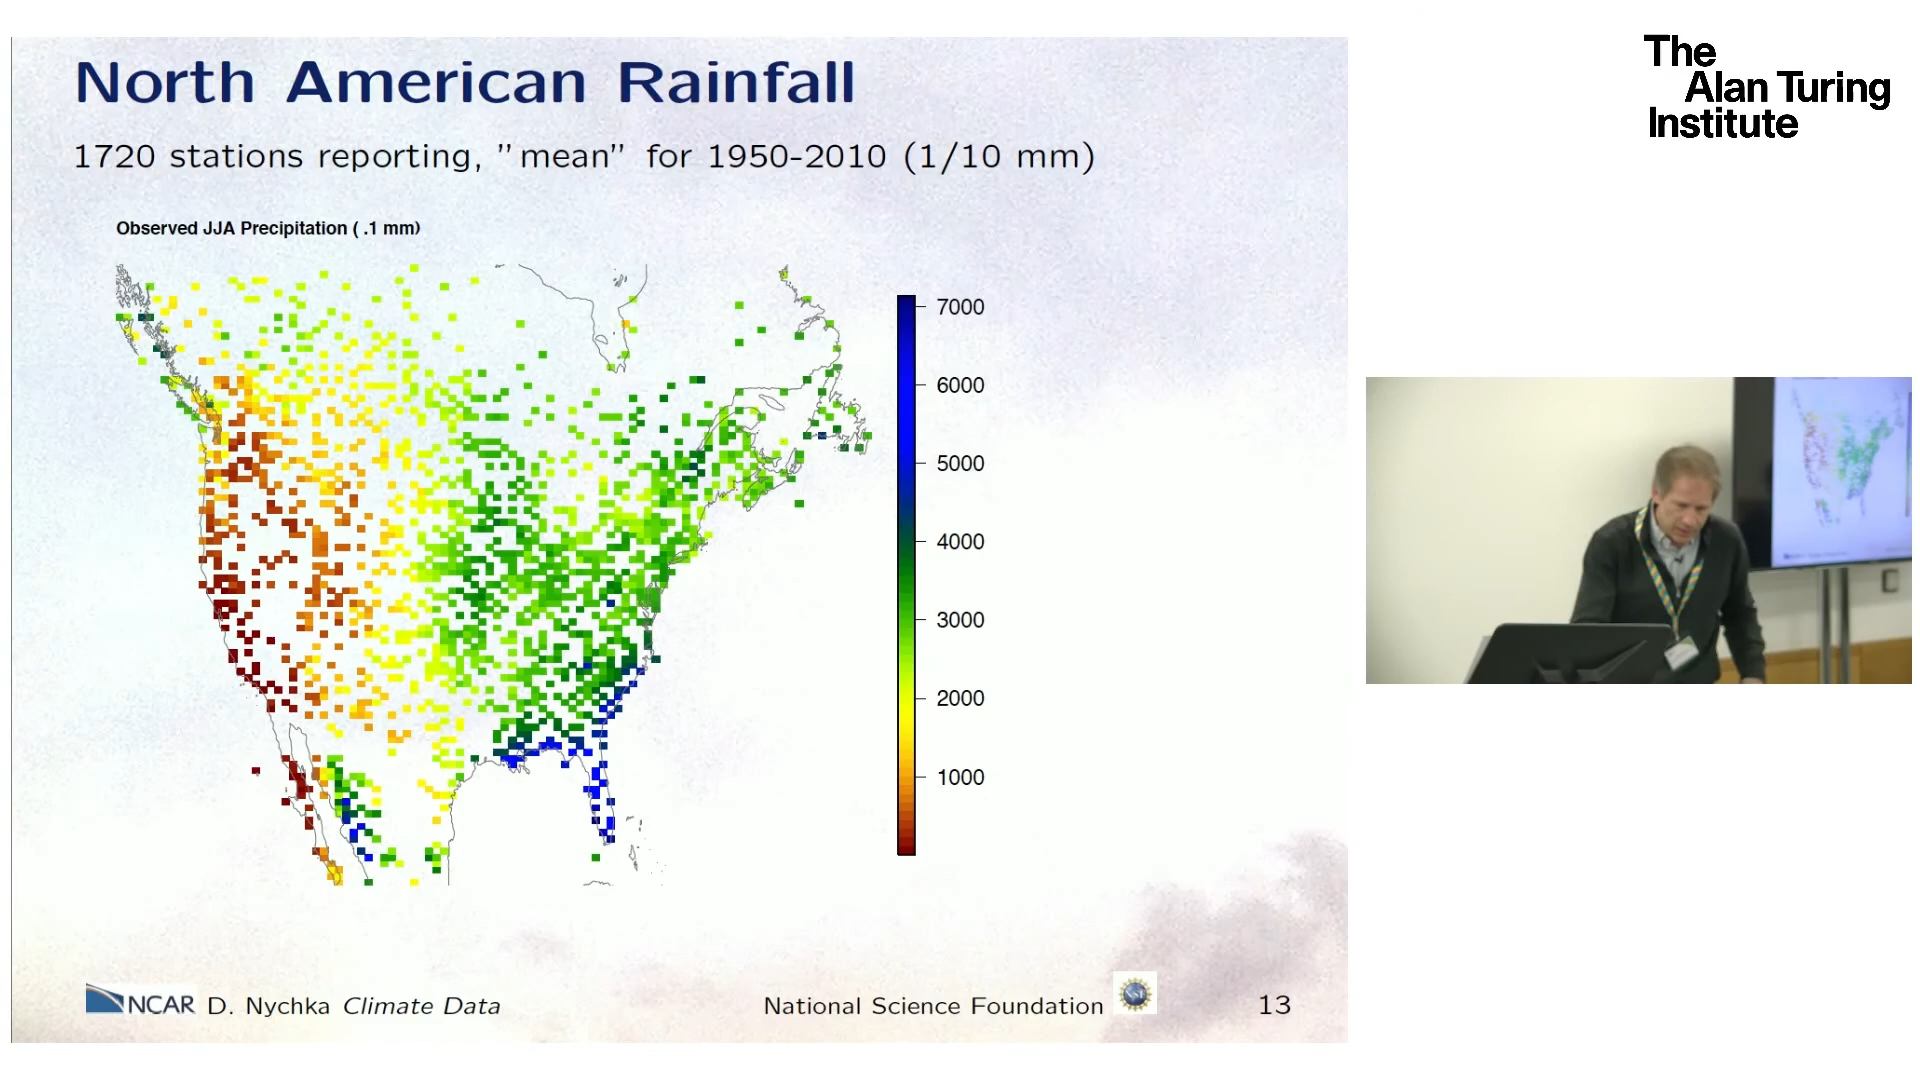 North American Rainfall
1720 stations reporting, "mean" for 1950-2010 (1/10 mm)
Observed JJA Precipitation ( .1 mm)
7000
6000
5000
4000
3000
2000
1000
NCAR D. Nychka Climate Data
National Science Foundation
NSF
13
The
Alan Turing
Institute